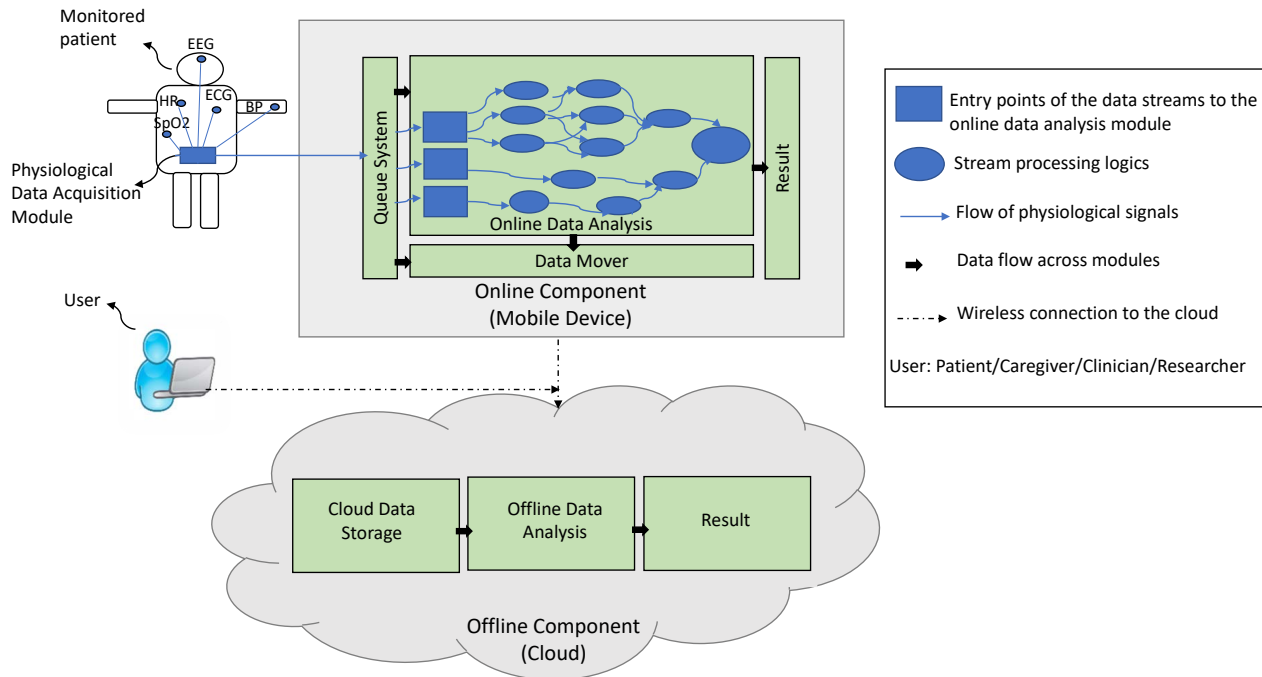 Monitored
patient
EEG
HR
ECG
BP
SpO2
Physiological
Data Acquisition
Module
Queue System
Online Data Analysis
Result
Data Mover
Online Component
(Mobile Device)
User
Cloud Data
Storage
Offline Data
Analysis
Result
Offline Component
(Cloud)
Entry points of the data streams to the
online data analysis module
Stream processing logics
Flow of physiological signals
Data flow across modules
Wireless connection to the cloud
User: Patient/Caregiver/Clinician/Researcher